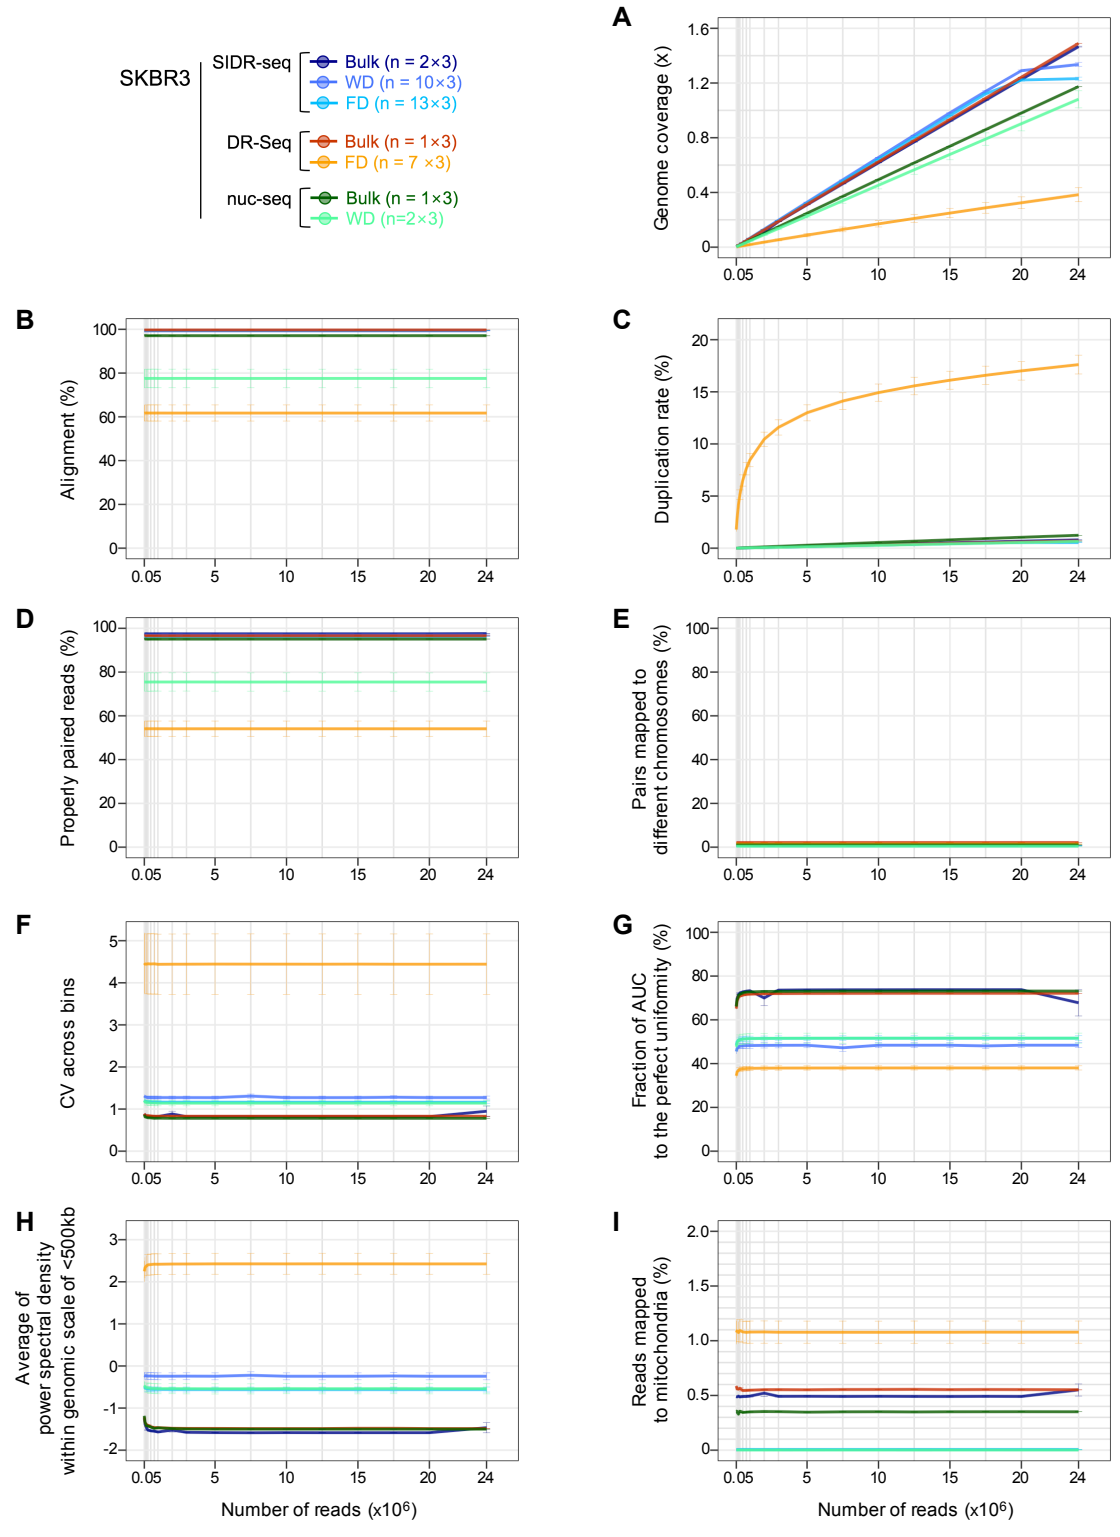 SKBR3
SIDR-seq
Bulk (n = 2×3)
WD (n = 10×3)
FD (n = 13×3)
DR-Seq
Bulk (n = 1×3)
FD (n = 7 ×3)
nuc-seq
Bulk (n = 1×3)
WD (n=2×3)
A
Genome coverage (x)
1.6
1.2
0.8
0.4
0
0.05 5 10 15 20 24
B
Alignment (%)
100
80
60
40
20
0
0.05 5 10 15 20 24
C
Duplication rate (%)
20
15
10
5
0
0.05 5 10 15 20 24
D
Properly paired reads (%)
100
80
60
40
20
0
0.05 5 10 15 20 24
E
Pairs mapped to
different chromosomes (%)
100
80
60
40
20
0
0.05 5 10 15 20 24
F
CV across bins
5
4
3
2
1
0
0.05 5 10 15 20 24
G
Fraction of AUC
to the perfect uniformity (%)
100
80
60
40
20
0
0.05 5 10 15 20 24
H
Average of
power spectral density
within genomic scale of <500kb
3
2
1
0
-1
-2
0.05 5 10 15 20 24
Number of reads (x10⁶)
I
Reads mapped
to mitochondria (%)
2.0
1.5
1.0
0.5
0
0.05 5 10 15 20 24
Number of reads (x10⁶)